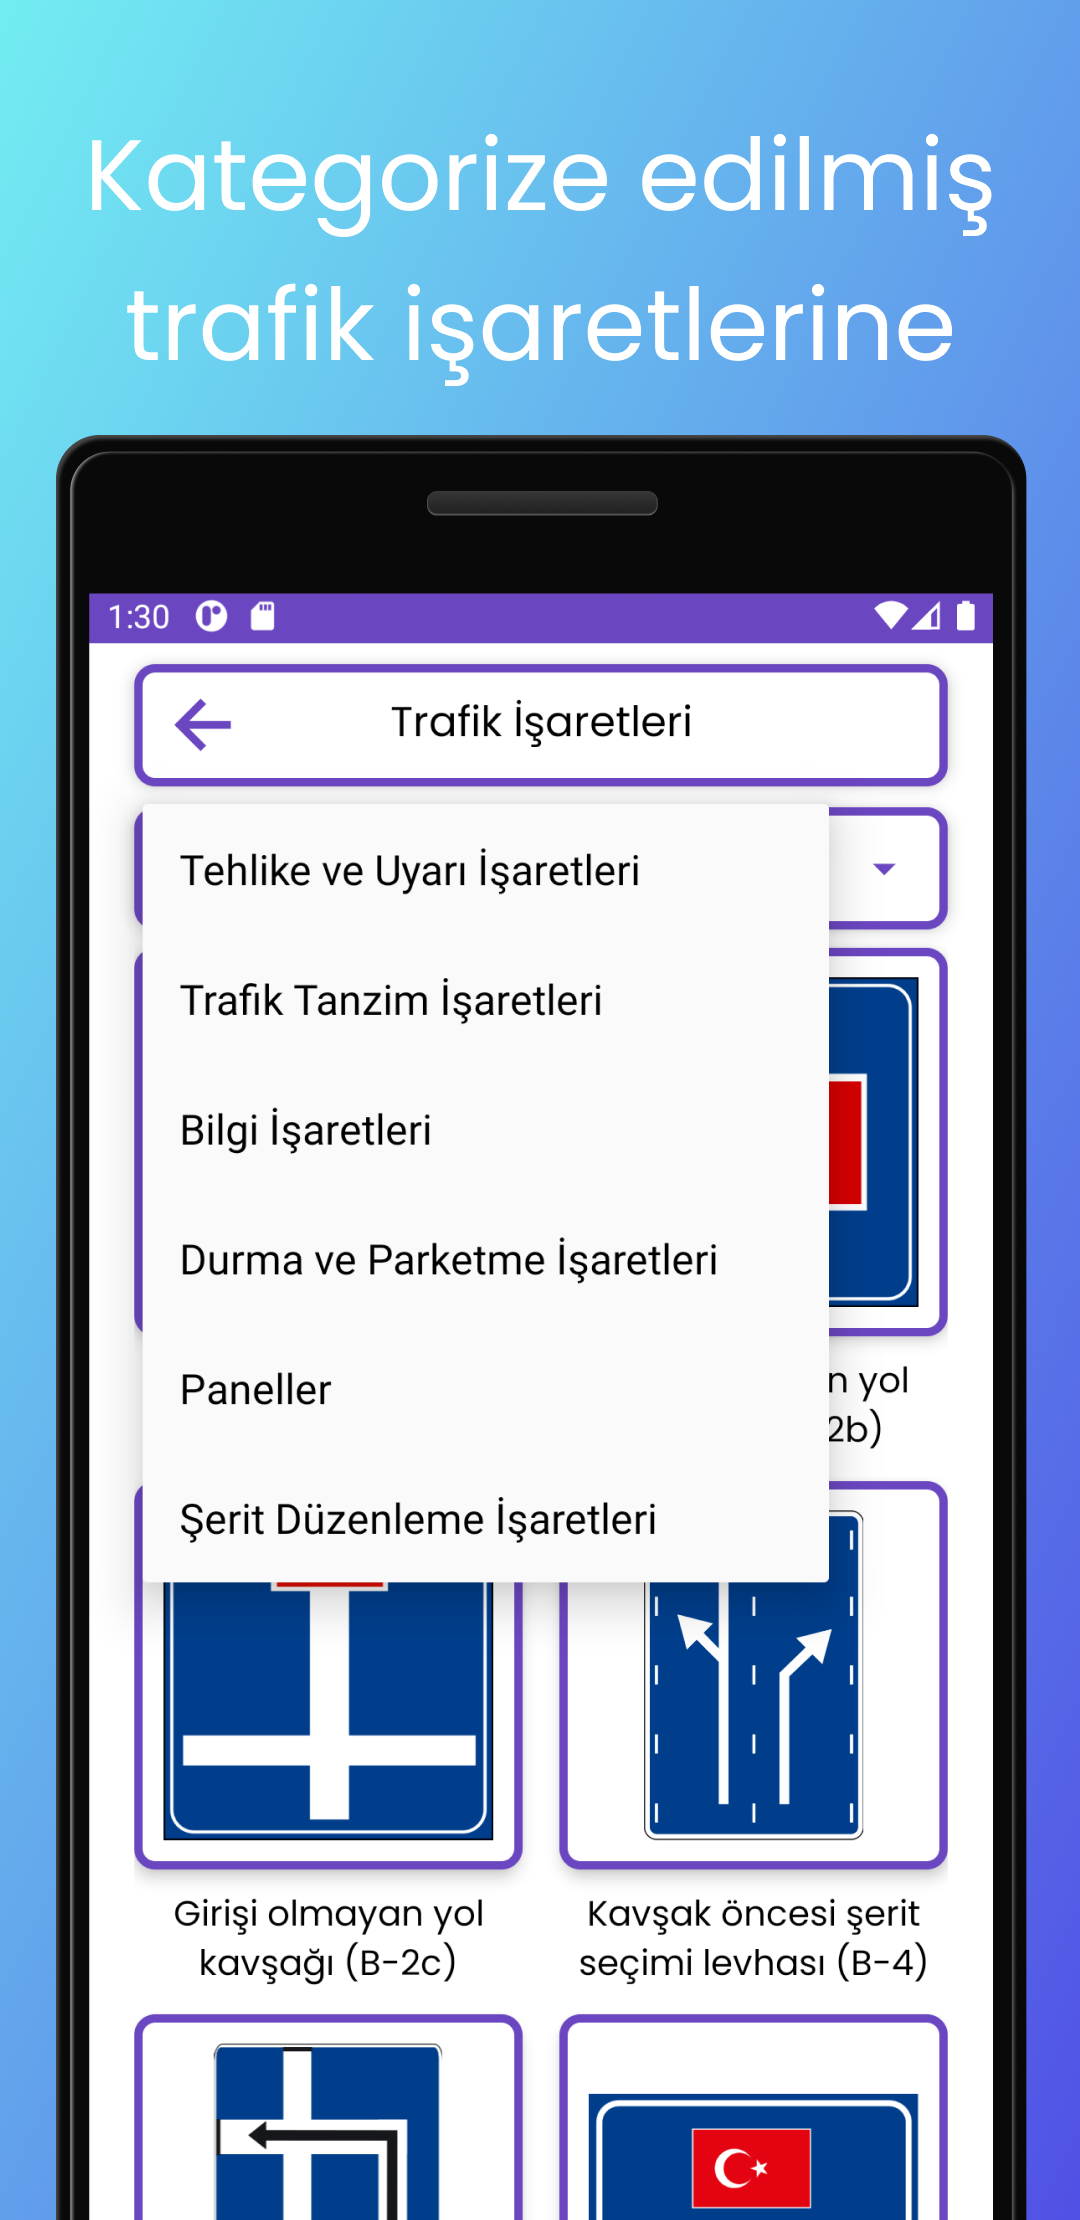 Kategorize edilmiş
trafik işaretlerine
1:30
Trafik İşaretleri
Tehlike ve Uyarı İşaretleri
Trafik Tanzim İşaretleri
Bilgi İşaretleri
Durma ve Parketme İşaretleri
Paneller
Şerit Düzenleme İşaretleri
yol
2b)
Girişi olmayan yol
kavşağı (B-2c)
Kavşak öncesi şerit
seçimi levhası (B-4)